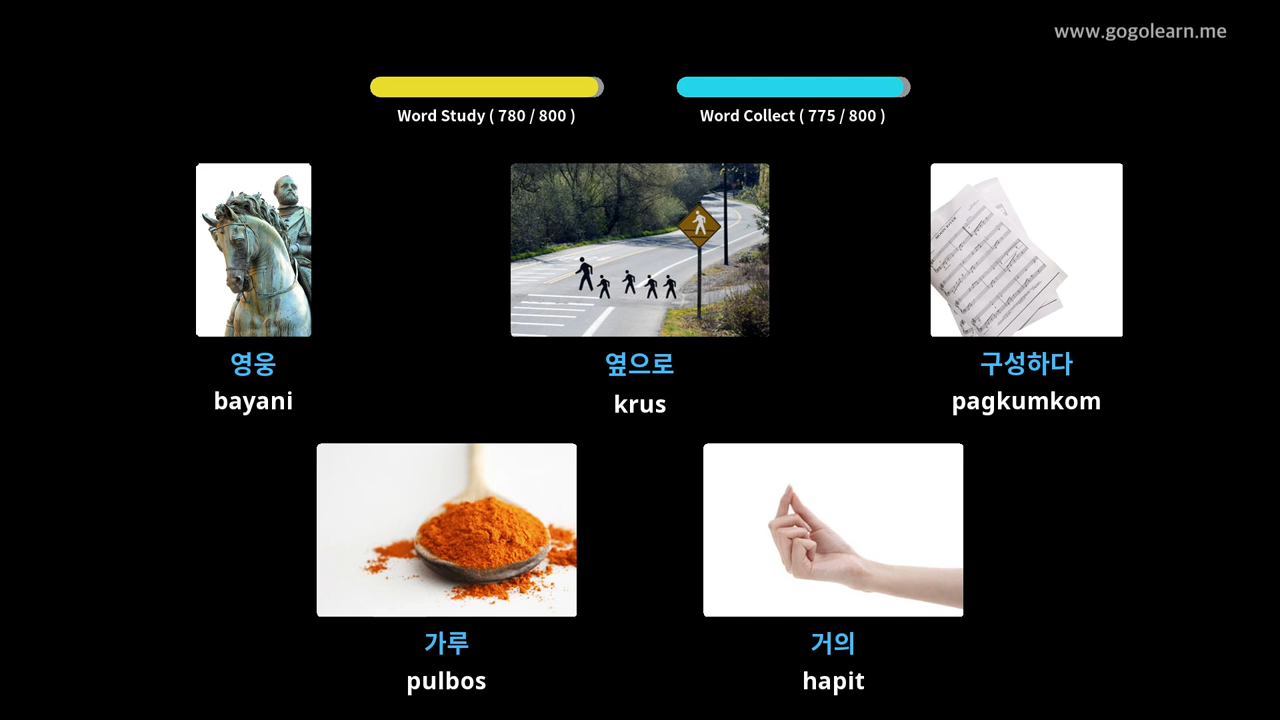 www.gogolearn.me
Word Study ( 780 / 800 )
Word Collect ( 775 / 800 )
영웅
bayani
옆으로
krus
구성하다
pagkumkom
가루
pulbos
거의
hapit